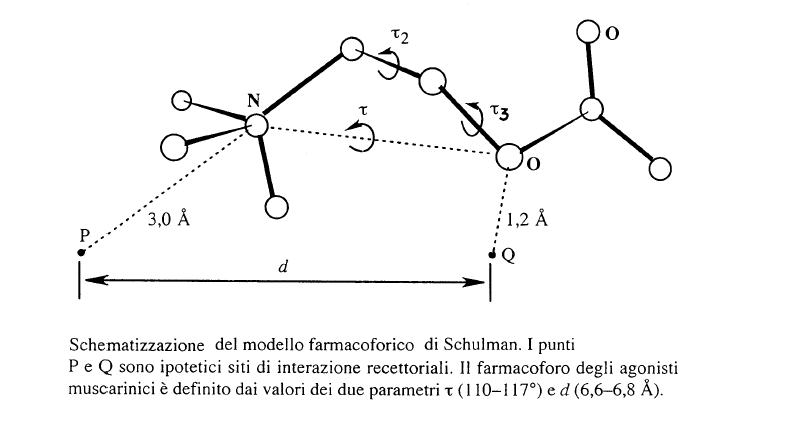 τ2
O
N
τ
τ3
O
3,0 Å
1,2 Å
P
Q
d
Schematizzazione del modello farmacoforico di Schulman. I punti
P e Q sono ipotetici siti di interazione recettoriali. Il farmacoforo degli agonisti
muscarinici è definito dai valori dei due parametri τ (110–117°) e d (6,6–6,8 Å).